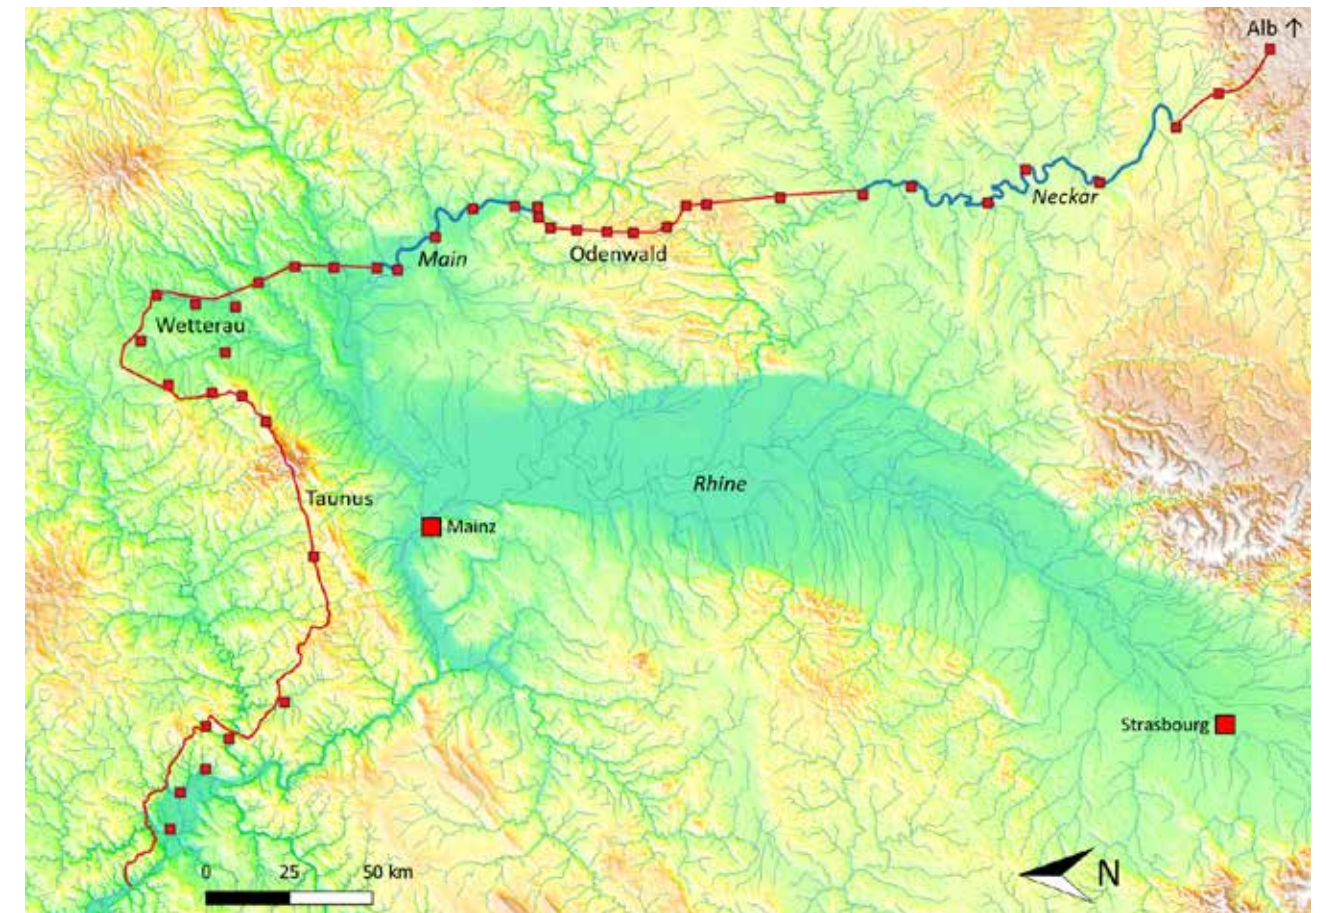 Alb ↑
Neckar
Main
Odenwald
Wetterau
Rhine
Taunus
Mainz
Strasbourg
0 25 50 km
N